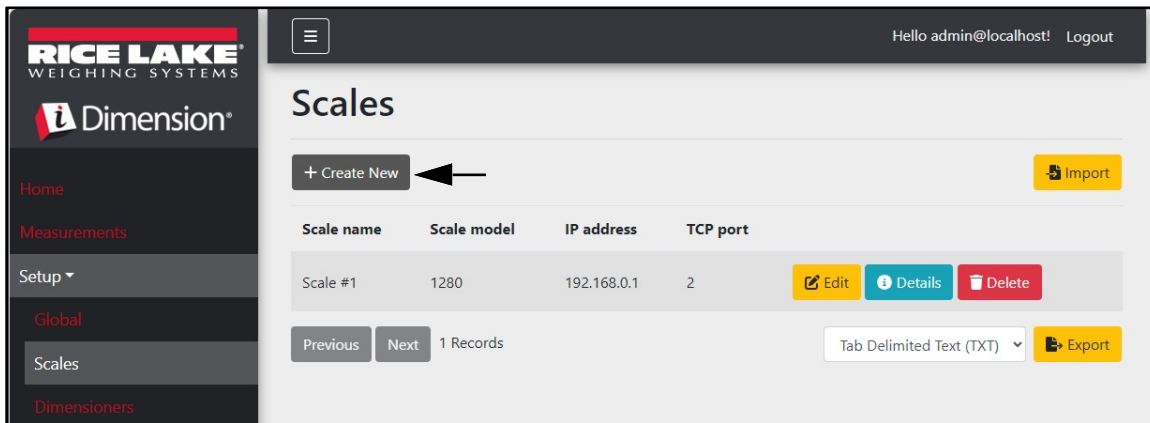 RICE LAKE®
WEIGHING SYSTEMS
i Dimension®
Home
Measurements
Setup
Global
Scales
Dimensioners
Hello admin@localhost! Logout
Scales
+ Create New
Import
Scale name Scale model IP address TCP port
Scale #1 1280 192.168.0.1 2 Edit Details Delete
Previous Next 1 Records Tab Delimited Text (TXT) Export